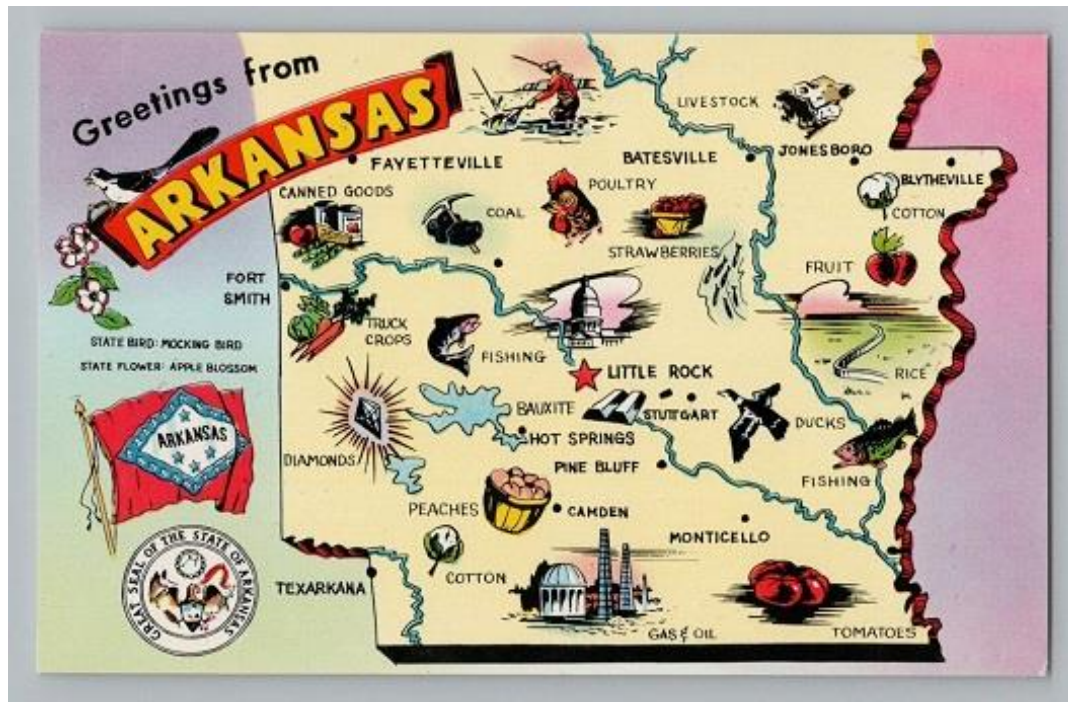 Greetings from
ARKANSAS
LIVESTOCK
FAYETTEVILLE
BATESVILLE
JONESBORO
CANNED GOODS
POULTRY
BLYTHEVILLE
COAL
COTTON
STRAWBERRIES
FORT
SMITH
FRUIT
TRUCK
CROPS
STATE BIRD: MOCKING BIRD
STATE FLOWER: APPLE BLOSSOM
FISHING
LITTLE ROCK
RICE
BAUXITE
STUTTGART
DUCKS
ARKANSAS
HOT SPRINGS
DIAMONDS
PINE BLUFF
FISHING
PEACHES
CAMDEN
MONTICELLO
GREAT SEAL OF THE STATE OF ARKANSAS
TEXARKANA
COTTON
GAS & OIL
TOMATOES